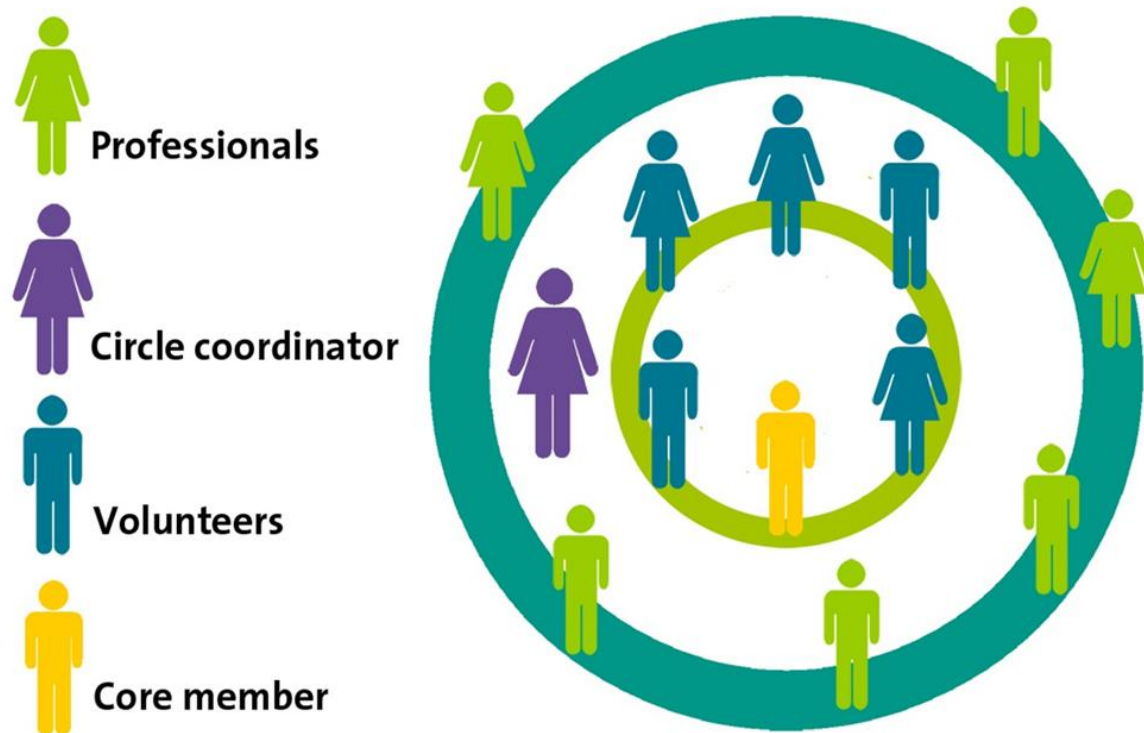 Professionals
Circle coordinator
Volunteers
Core member